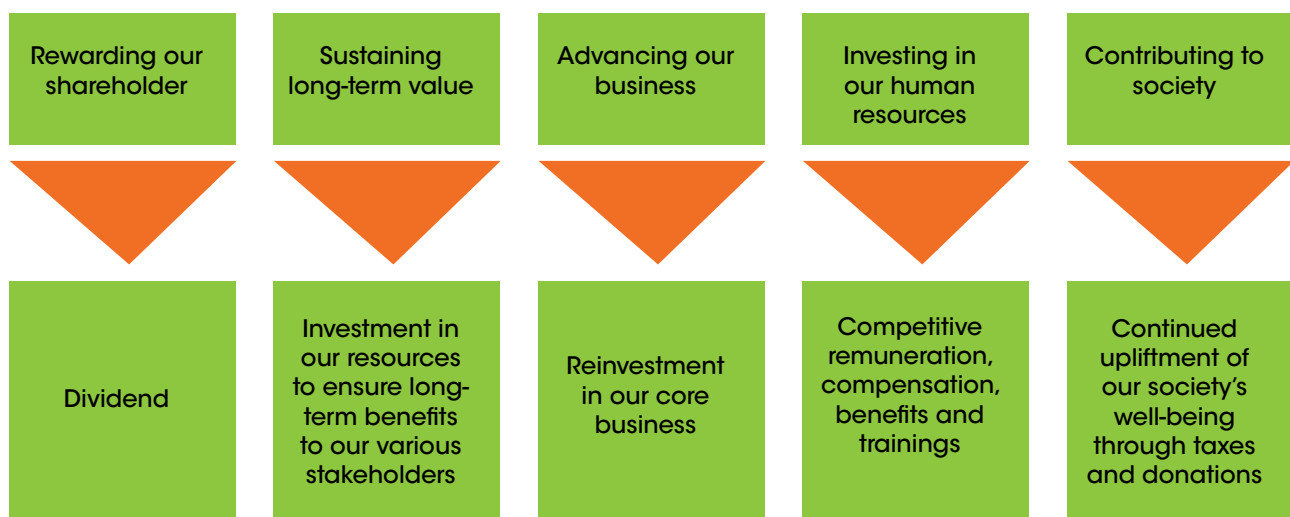 Rewarding our
shareholder
Sustaining
long-term value
Advancing our
business
Investing in
our human
resources
Contributing to
society
Dividend
Investment in
our resources
to ensure long-
term benefits
to our various
stakeholders
Reinvestment
in our core
business
Competitive
remuneration,
compensation,
benefits and
trainings
Continued
upliftment of
our society's
well-being
through taxes
and donations